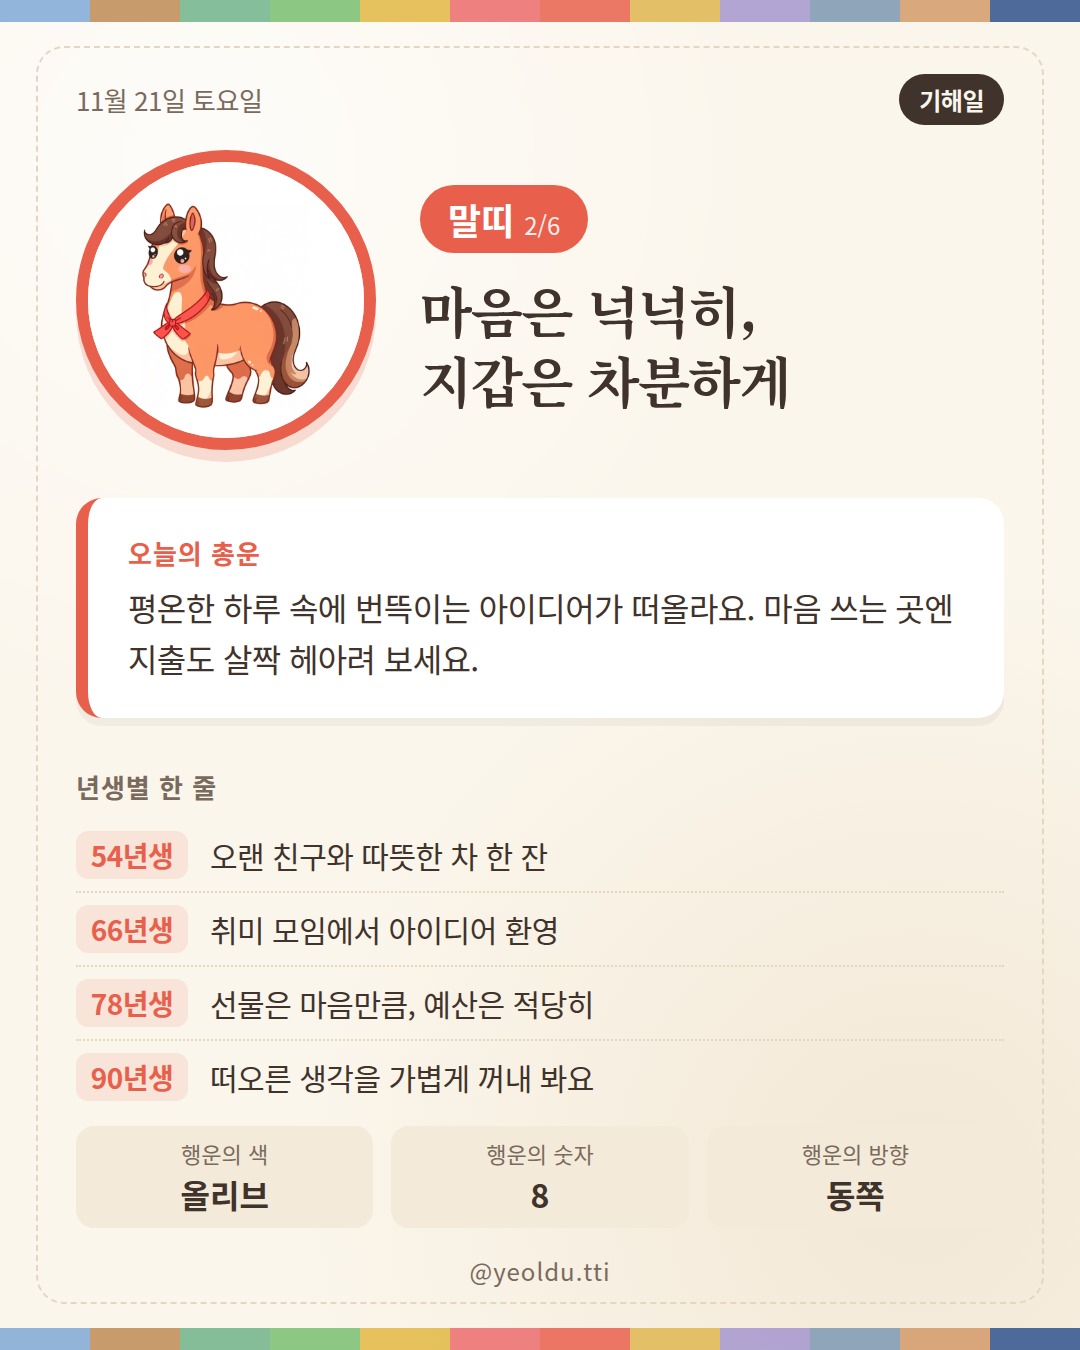 11월 21일 토요일
기해일
말띠 2/6
마음은 넉넉히,
지갑은 차분하게
오늘의 총운
평온한 하루 속에 번뜩이는 아이디어가 떠올라요. 마음 쓰는 곳엔
지출도 살짝 헤아려 보세요.
년생별 한 줄
54년생 오랜 친구와 따뜻한 차 한 잔
66년생 취미 모임에서 아이디어 환영
78년생 선물은 마음만큼, 예산은 적당히
90년생 떠오른 생각을 가볍게 꺼내 봐요
행운의 색
올리브
행운의 숫자
8
행운의 방향
동쪽
@yeoldu.tti